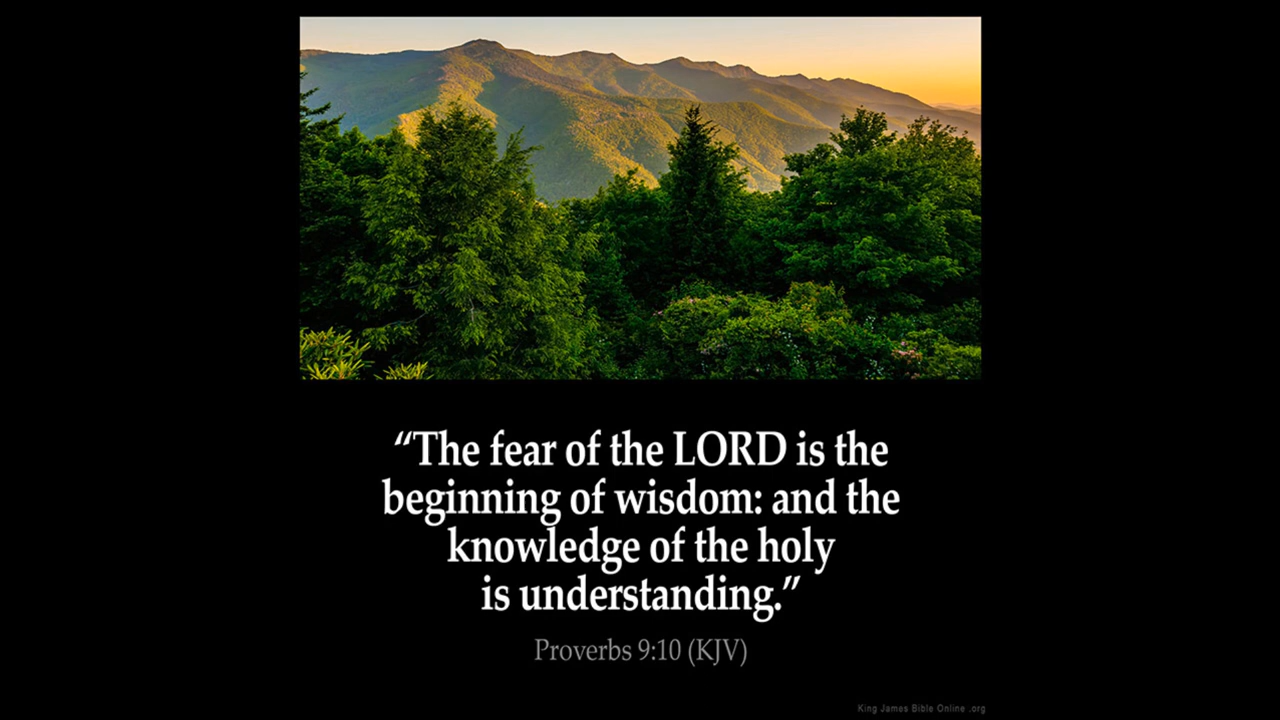 “The fear of the LORD is the
beginning of wisdom: and the
knowledge of the holy
is understanding.”
Proverbs 9:10 (KJV)
King James Bible Online .org